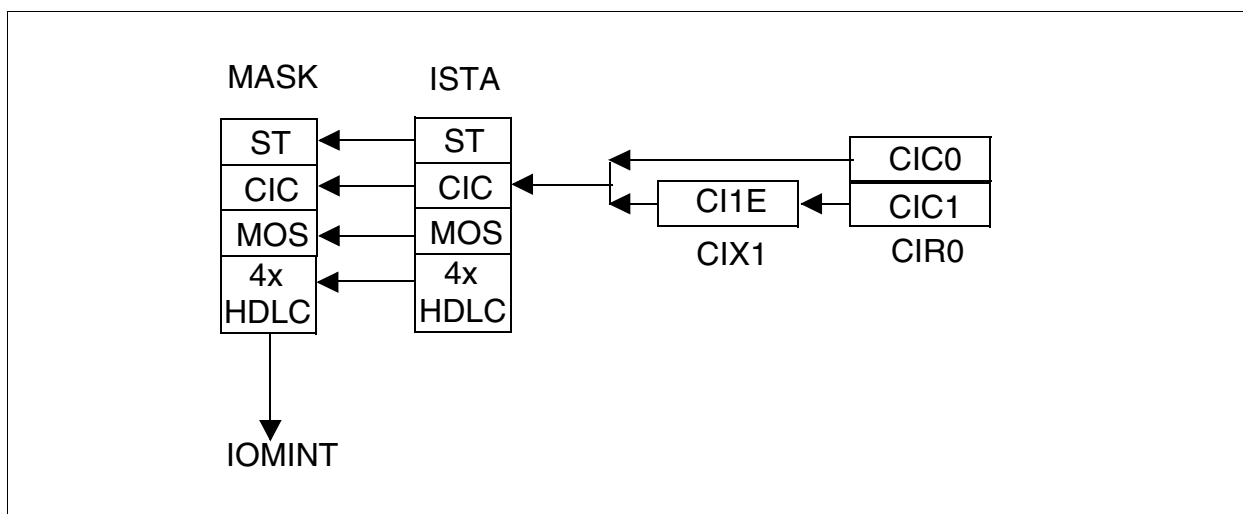 MASK
ISTA
ST
CIC
MOS
4x
HDLC
ST
CIC
MOS
4x
HDLC
CI1E
CIX1
CIC0
CIC1
CIR0
IOMINT